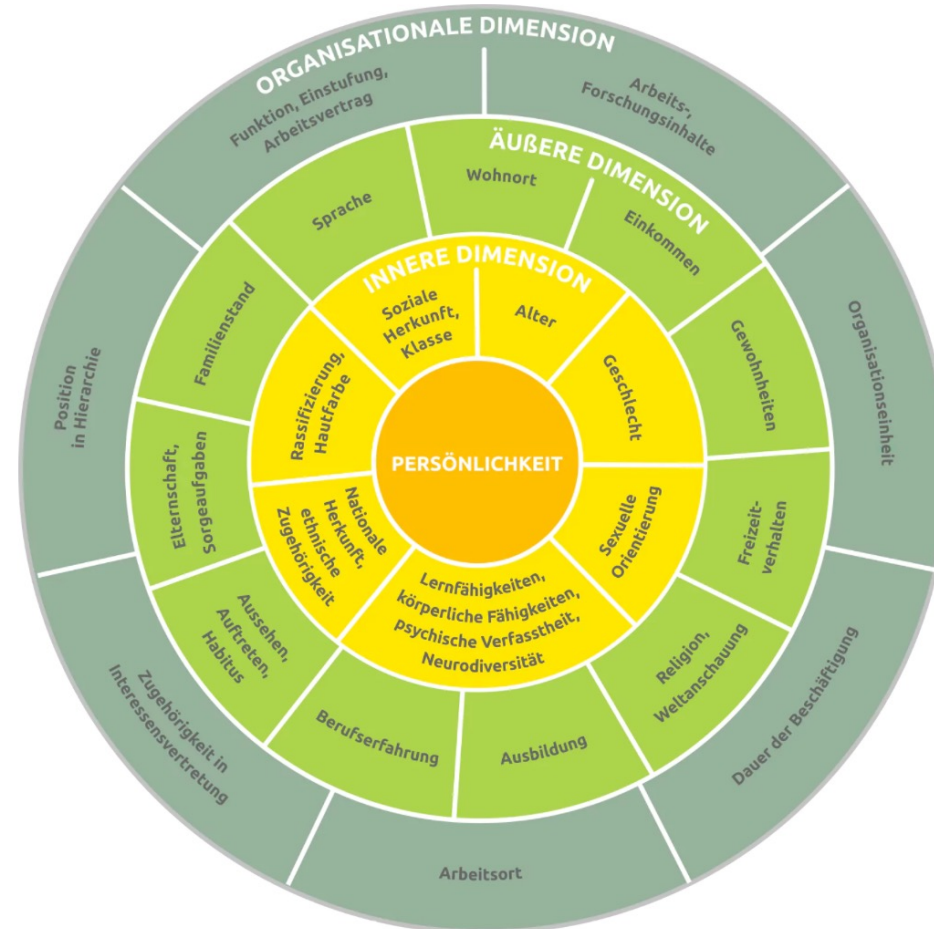 ORGANISATIONALE DIMENSION
Funktion, Einstufung,
Arbeitsvertrag
Arbeits-,
Forschungsinhalte
Organisationseinheit
Dauer der Beschäftigung
Arbeitsort
Zugehörigkeit in
Interessensvertretung
Position
in Hierarchie
ÄUßERE DIMENSION
Wohnort
Einkommen
Gewohnheiten
Freizeit-
verhalten
Religion,
Weltanschauung
Ausbildung
Berufserfahrung
Aussehen,
Auftreten,
Habitus
Elternschaft,
Sorgeaufgaben
Familienstand
Sprache
INNERE DIMENSION
Soziale
Herkunft,
Klasse
Alter
Geschlecht
Sexuelle
Orientierung
Lernfähigkeiten,
körperliche Fähigkeiten,
psychische Verfasstheit,
Neurodiversität
Nationale
Herkunft,
ethnische
Zugehörigkeit
Rassifizierung,
Hautfarbe
PERSÖNLICHKEIT